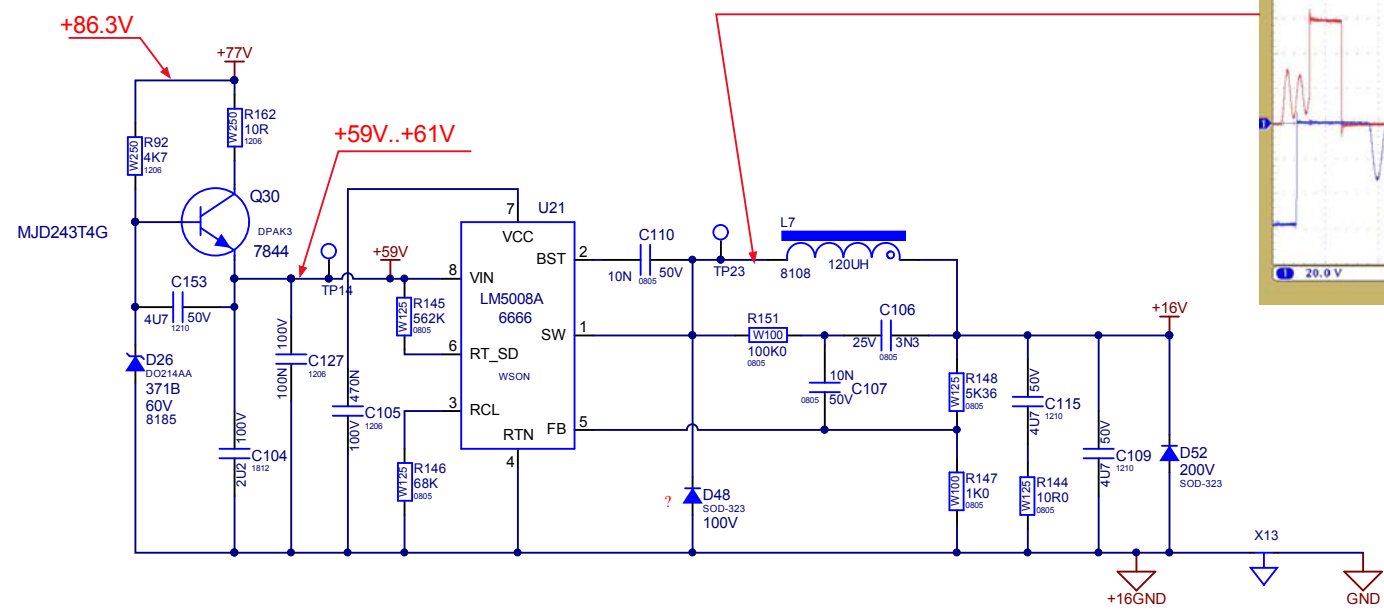 +86.3V
+77V
R162
10R
W250
1206
R92
4K7
W250
1206
+59V..+61V
Q30
MJD243T4G
DPAK3
7844
C153
4U7
50V
1210
D26
DO214AA
371B
60V
8185
C104
100V
2U2
1812
C127
100V
100N
1206
TP14
+59V
R145
562K
W125
0805
C105
470N
100V
1206
R146
68K
W125
0805
U21
7
VCC
BST
2
8
VIN
LM5008A
6666
SW
1
6
RT_SD
WSON
3
RCL
FB
5
RTN
4
C110
10N
50V
0805
TP23
L7
8108
120UH
R151
W100
100K0
0805
C106
25V
3N3
0805
10N
C107
0805
50V
R148
5K36
W125
0805
R147
1K0
W100
0805
?
D48
SOD-323
100V
C115
50V
4U7
1210
R144
10R0
W125
0805
C109
50V
4U7
1210
+16V
D52
200V
SOD-323
+16GND
X13
GND
1
1
20.0 V